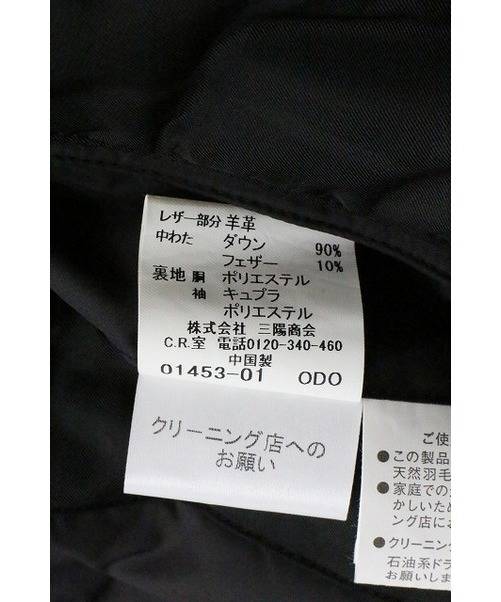 レザー部分 羊革
中わた ダウン 90%
フェザー 10%
裏地 胴 ポリエステル
袖 キュプラ
ポリエステル
株式会社 三陽商会
C.R.室 電話0120-340-460
中国製
01453-01 ODO
クリーニング店への
お願い
ご使
●この製品
天然羽毛
●家庭での
かしいため
ング店にお
●クリーニング
石油系ドラ
お願いしま